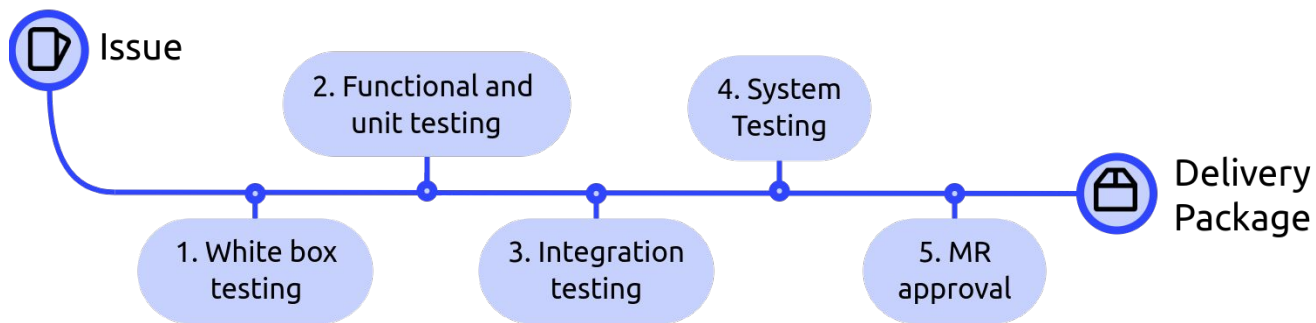 Issue
2. Functional and
unit testing
4. System
Testing
Delivery
Package
1. White box
testing
3. Integration
testing
5. MR
approval